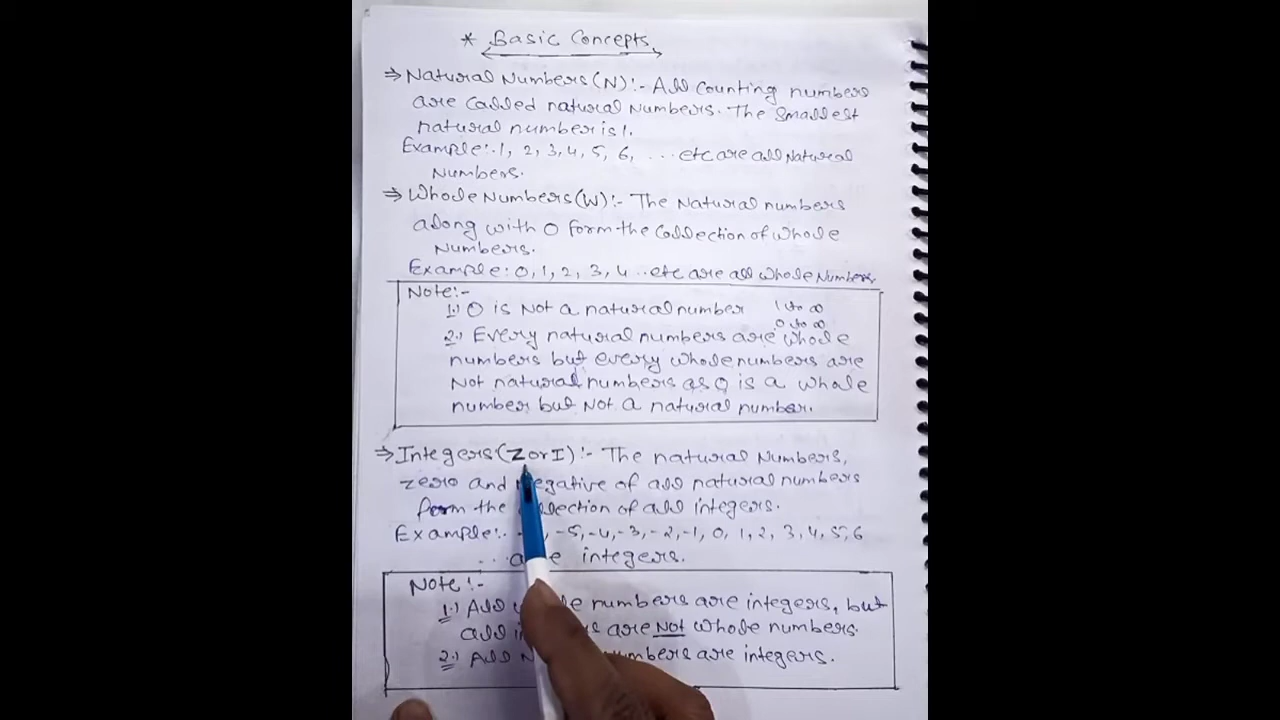 * Basic Concepts
⇒ Natural Numbers (N) :- All Counting numbers
are called natural numbers. The smallest
natural number is 1.
Example:- 1, 2, 3, 4, 5, 6, ... etc are all Natural
Numbers.
⇒ Whole Numbers (W) :- The Natural numbers
along with 0 form the collection of whole
Numbers.
Example: 0, 1, 2, 3, 4 ... etc are all whole Numbers
Note:-
1.) 0 is Not a natural number 1 to ∞
0 to ∞
2.) Every natural numbers are whole
numbers but every whole numbers are
Not natural numbers as 0 is a whole
number but Not a natural number.
⇒ Integers (Z or I) :- The natural Numbers,
zero and negative of all natural numbers
form the collection of all integers.
Example:- -5, -4, -3, -2, -1, 0, 1, 2, 3, 4, 5, 6
... are integers.
Note :-
1.) All numbers are integers, but
all are Not whole numbers.
2.) All numbers are integers.